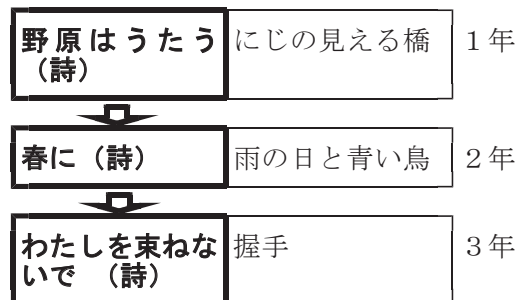 野原はうたう
（詩）
にじの見える橋
１年
春に（詩）
雨の日と青い鳥
２年
わたしを束ねな
いで　（詩）
握手
３年